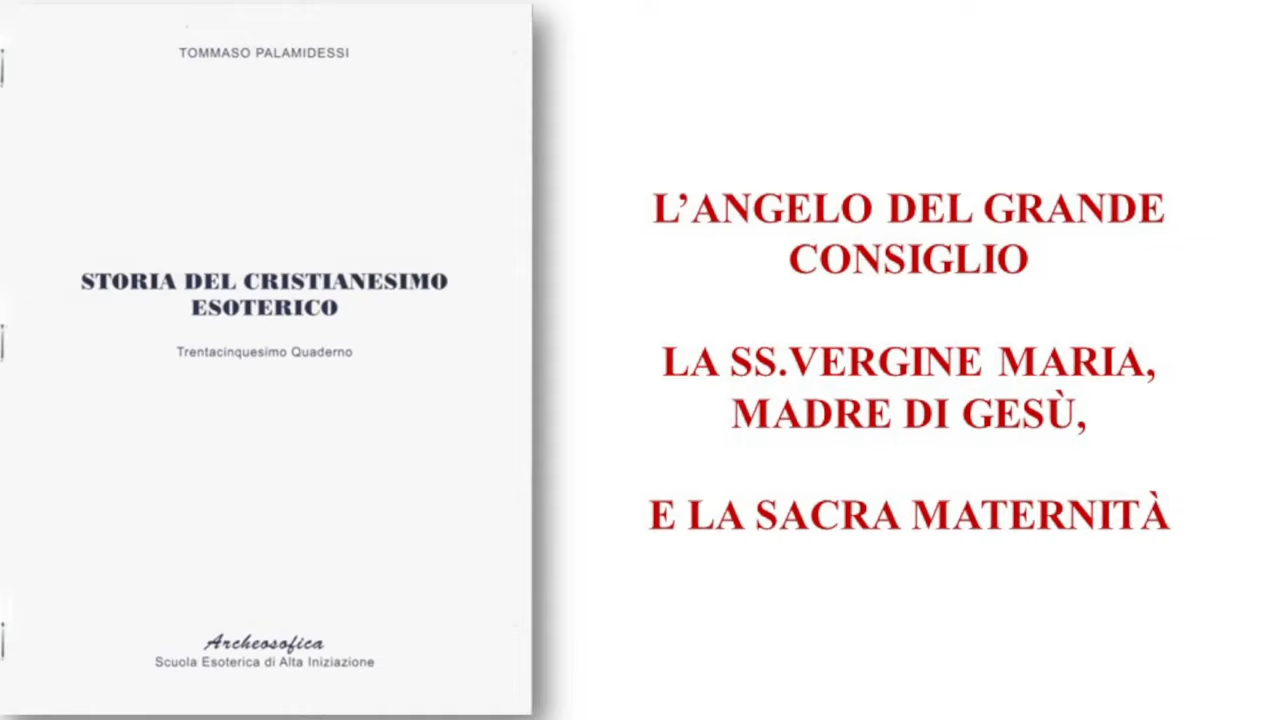 TOMMASO PALAMIDESSI
STORIA DEL CRISTIANESIMO
ESOTERICO
Trentacinquesimo Quaderno
Archeosofica
Scuola Esoterica di Alta Iniziazione
L’ANGELO DEL GRANDE
CONSIGLIO
LA SS.VERGINE MARIA,
MADRE DI GESÙ,
E LA SACRA MATERNITÀ